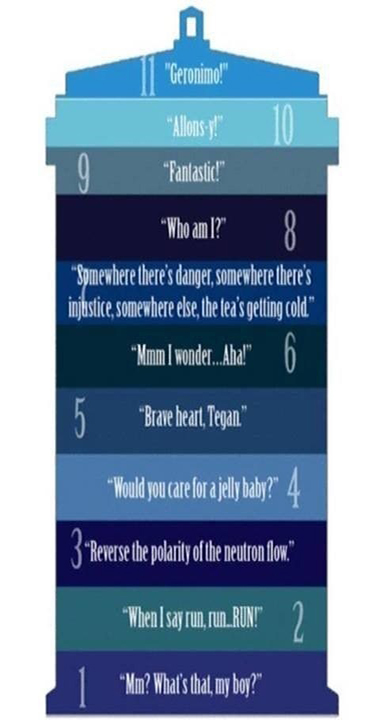 11 "Geronimo!"
"Allons-y!" 10
9 "Fantastic!"
"Who am I?" 8
7 "Somewhere there's danger, somewhere there's
injustice, somewhere else, the tea's getting cold."
"Mmm I wonder...Aha!" 6
5 "Brave heart, Tegan."
"Would you care for a jelly baby?" 4
3 "Reverse the polarity of the neutron flow."
"When I say run, run...RUN!" 2
1 "Mm? What's that, my boy?"